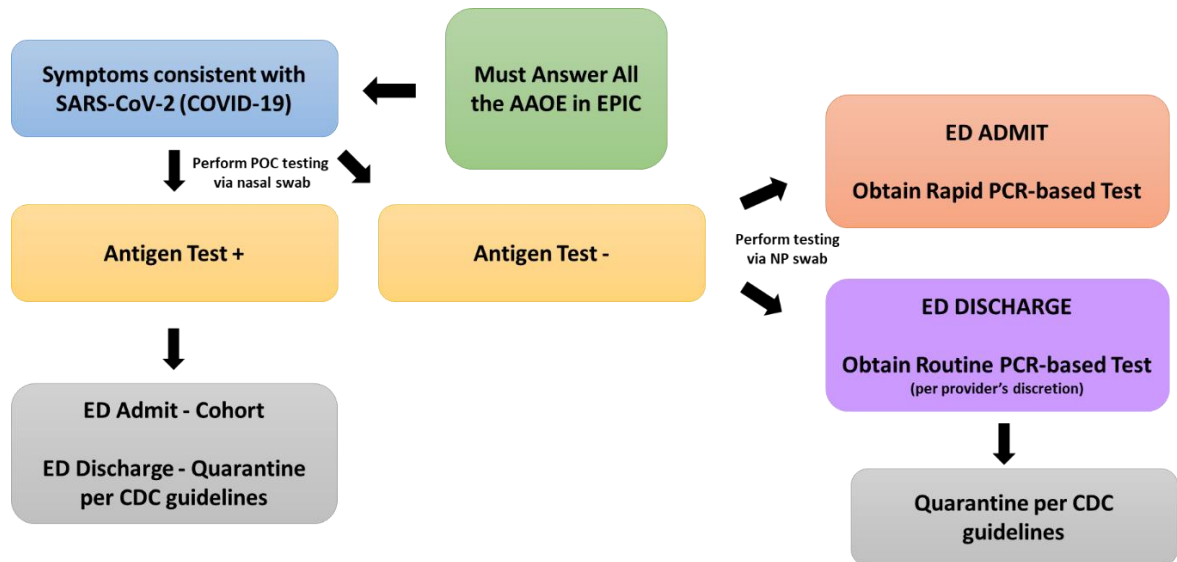 Symptoms consistent with
SARS-CoV-2 (COVID-19)
Must Answer All
the AAOE in EPIC
Perform POC testing
via nasal swab
Antigen Test +
Antigen Test -
ED Admit - Cohort
ED Discharge - Quarantine
per CDC guidelines
Perform testing
via NP swab
ED ADMIT
Obtain Rapid PCR-based Test
ED DISCHARGE
Obtain Routine PCR-based Test
(per provider's discretion)
Quarantine per CDC
guidelines